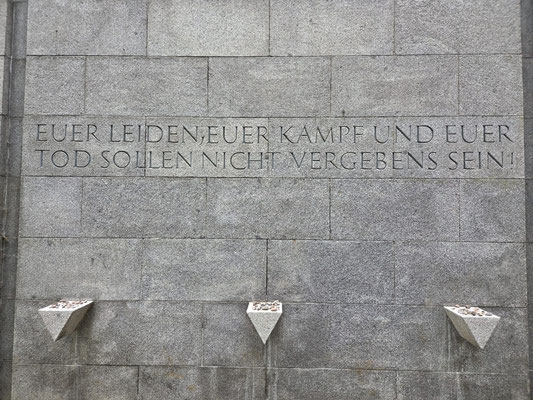 EUER LEIDEN, EUER KAMPF UND EUER
TOD SOLLEN NICHT VERGEBENS SEIN!